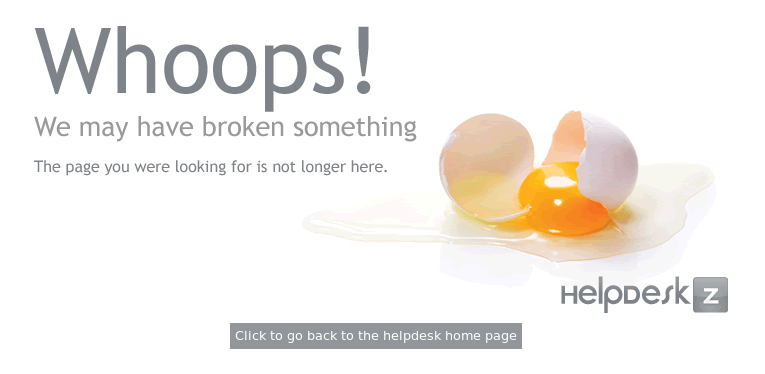 Whoops!
We may have broken something
The page you were looking for is not longer here.
HelpDesk Z
Click to go back to the helpdesk home page